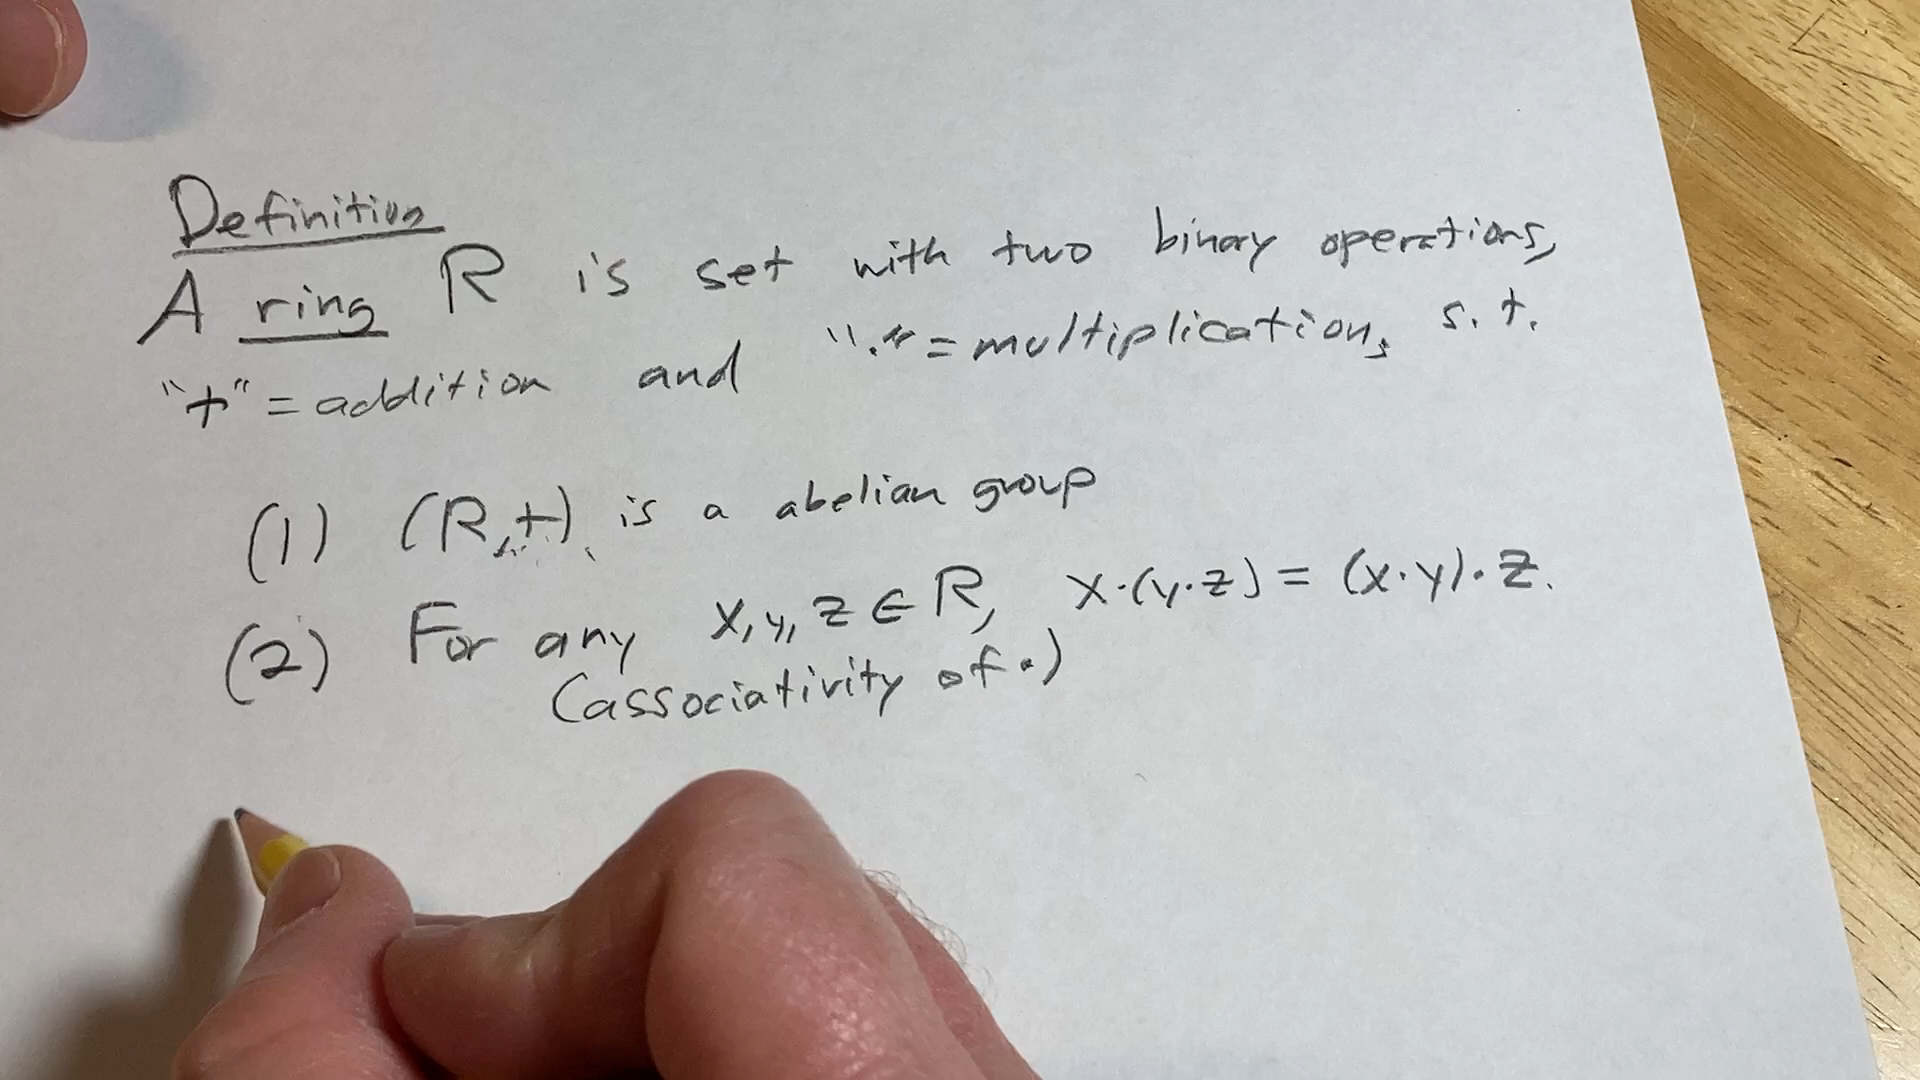 Definition
A ring R is set with two binary operations,
"+" = addition and "·" = multiplication, s.t.
(1) (R,+) is a abelian group
(2) For any x, y, z ∈ R, x·(y·z) = (x·y)·z.
(associativity of ·)